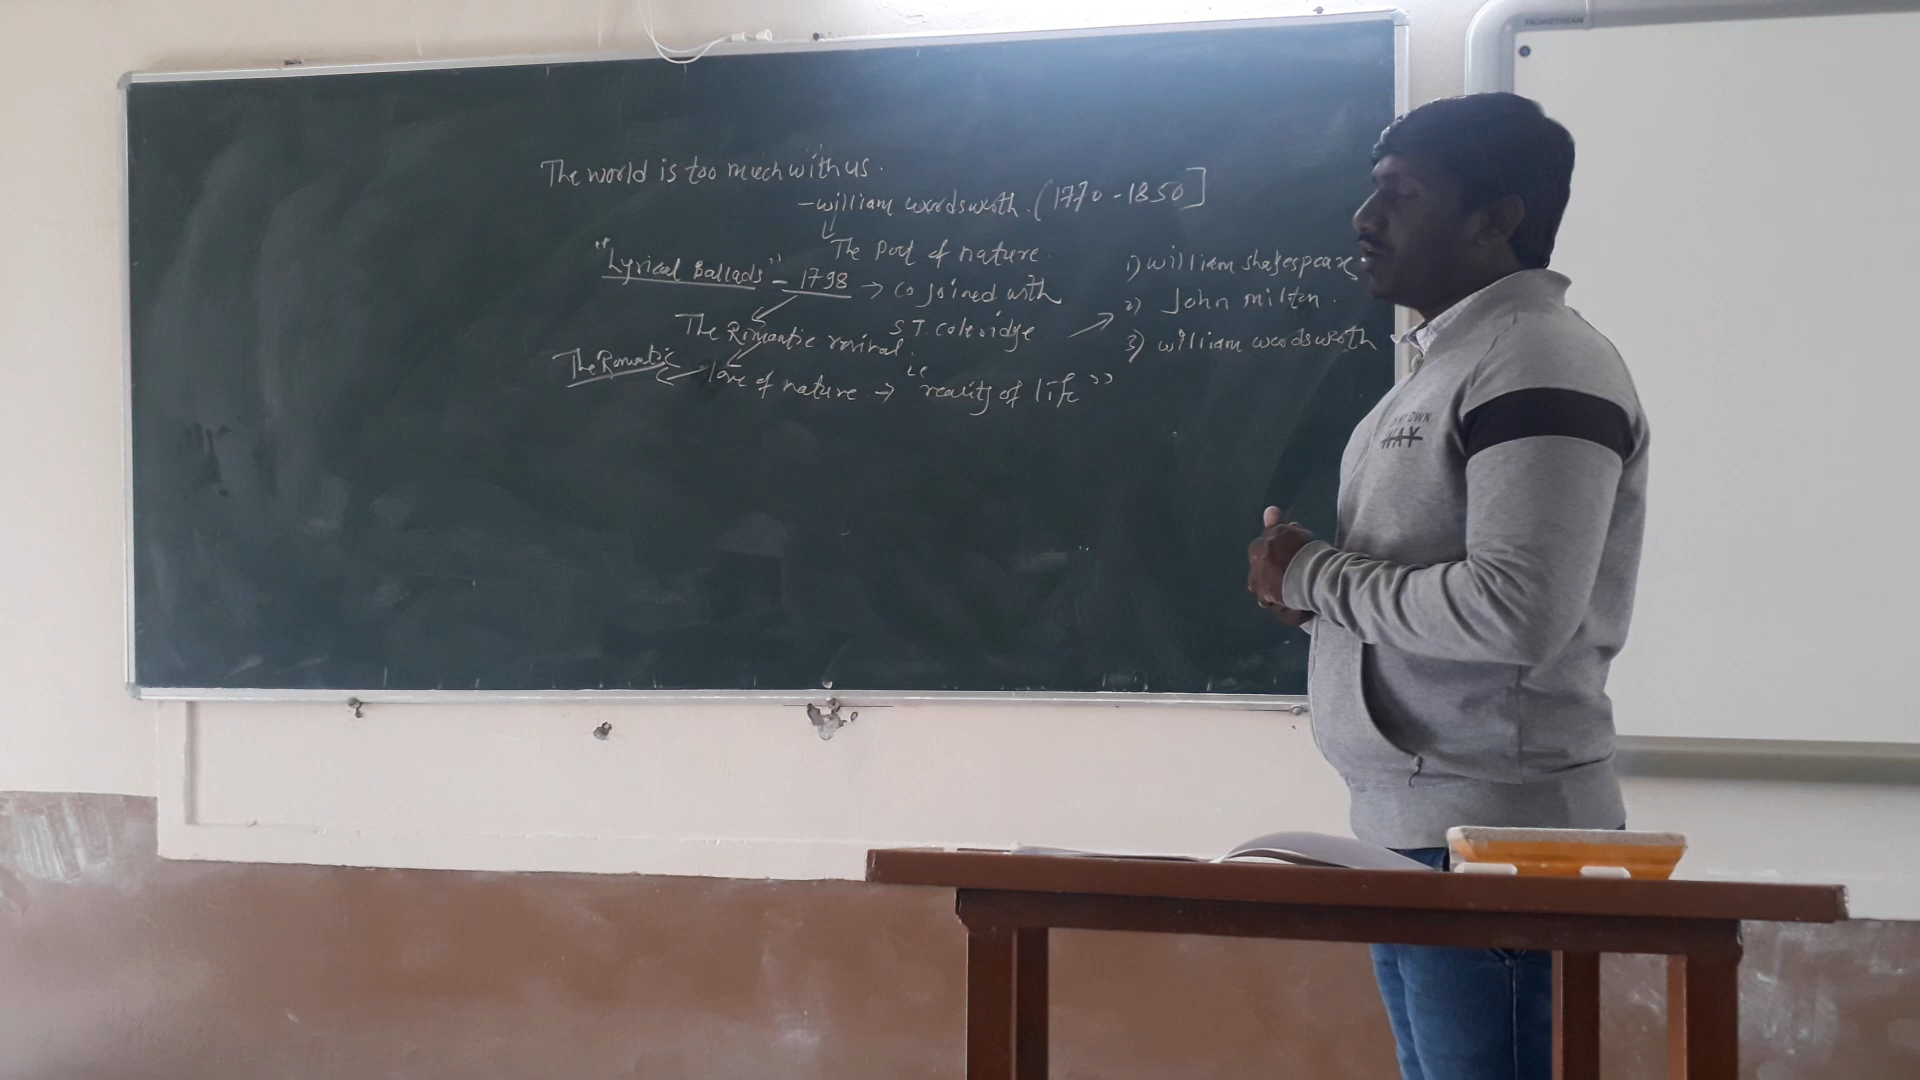 The world is too much with us.
- william wordsworth. (1770 - 1850]
The Poet of nature.
"Lyrical Ballads" - 1798 → co joined with
S T. coleridge
The Romantic revival.
The Romantic ← love of nature → "reality of life"
1) william shakespeare
2) John milton.
3) william wordsworth
WAY
PROMETHEAN